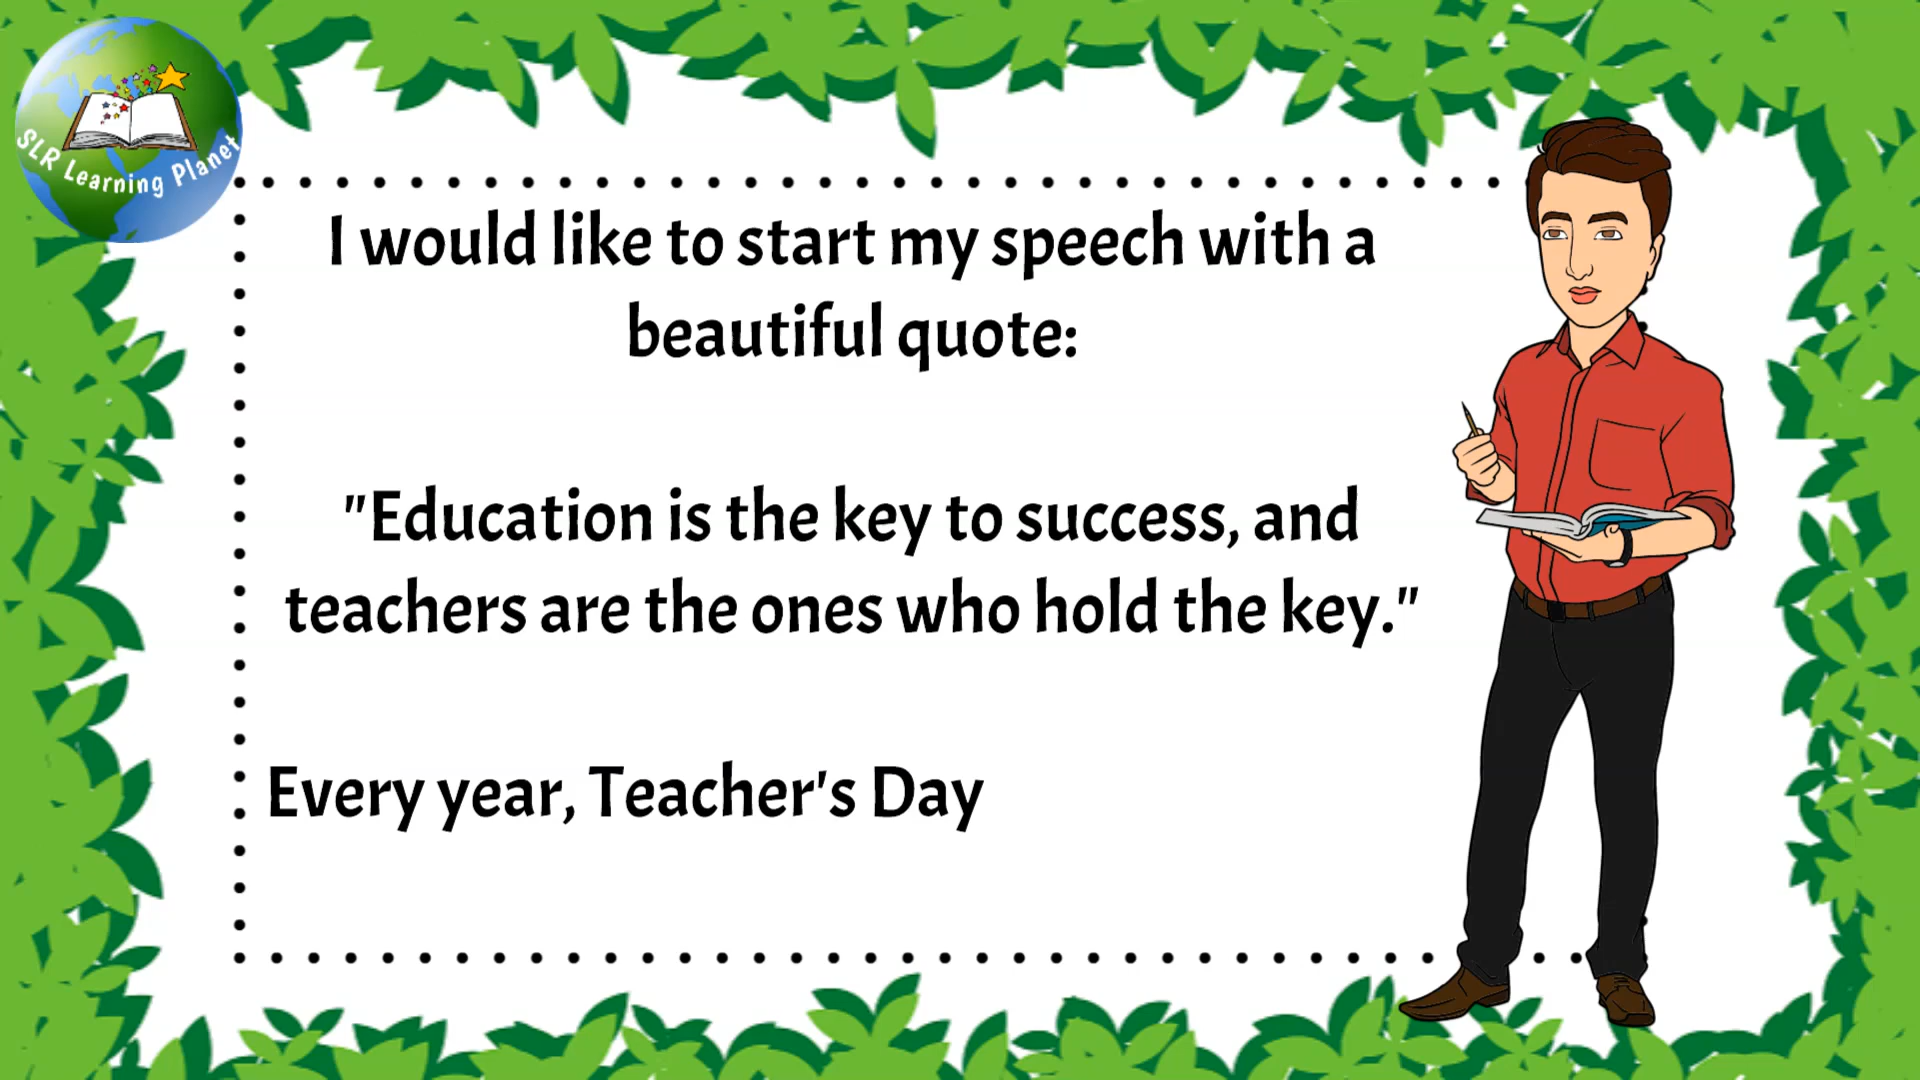 SLR Learning Planet
I would like to start my speech with a
beautiful quote:
"Education is the key to success, and
teachers are the ones who hold the key."
Every year, Teacher's Day